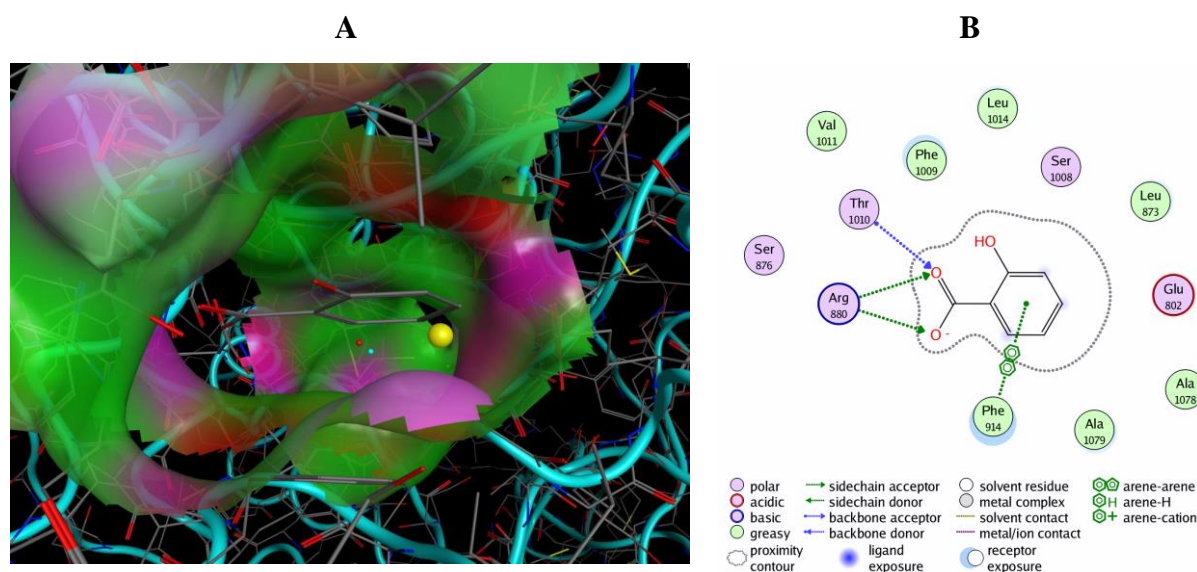 A
B
Leu
1014
Val
1011
Phe
1009
Ser
1008
Leu
873
Thr
1010
HO
O
Ser
876
Glu
802
Arg
880
O-
Ala
1078
Phe
914
Ala
1079
polar sidechain acceptor solvent residue arene-arene
acidic sidechain donor metal complex H arene-H
basic backbone acceptor solvent contact + arene-cation
greasy backbone donor metal/ion contact
proximity ligand receptor
contour exposure exposure